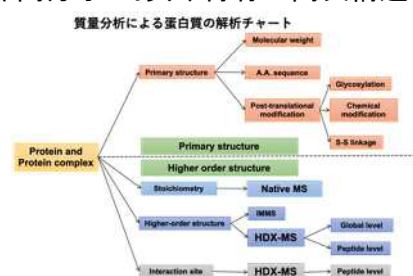 質量分析による蛋白質の解析チャート
Molecular weight
Primary structure
A.A. sequence
Glycosylation
Post-translational
modification
Chemical
modification
S-S linkage
Primary structure
Protein and
Protein complex
Higher order structure
Stoichiometry
Native MS
IMMS
Higher-order structure
Global level
HDX-MS
Peptide level
Interaction site
HDX-MS
Peptide level